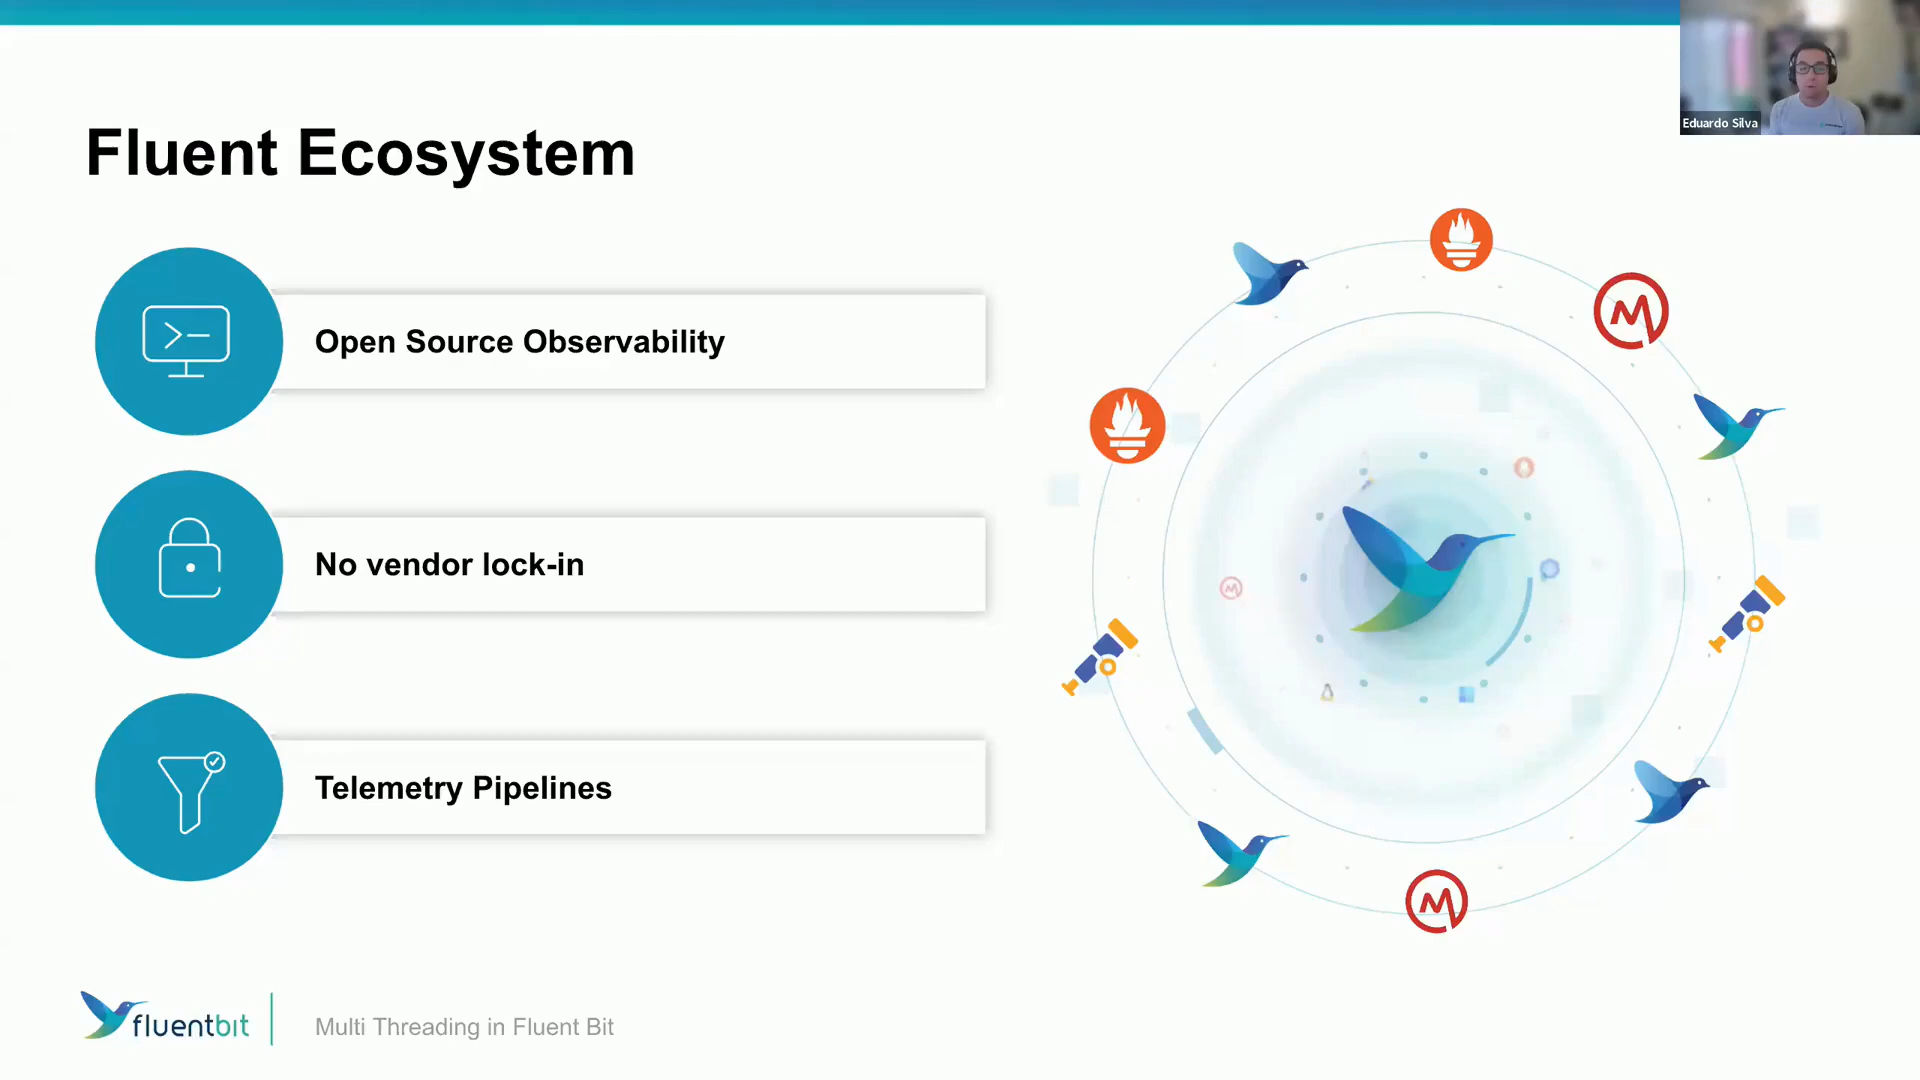 Eduardo Silva
Fluent Ecosystem
Open Source Observability
No vendor lock-in
Telemetry Pipelines
fluentbit
Multi Threading in Fluent Bit